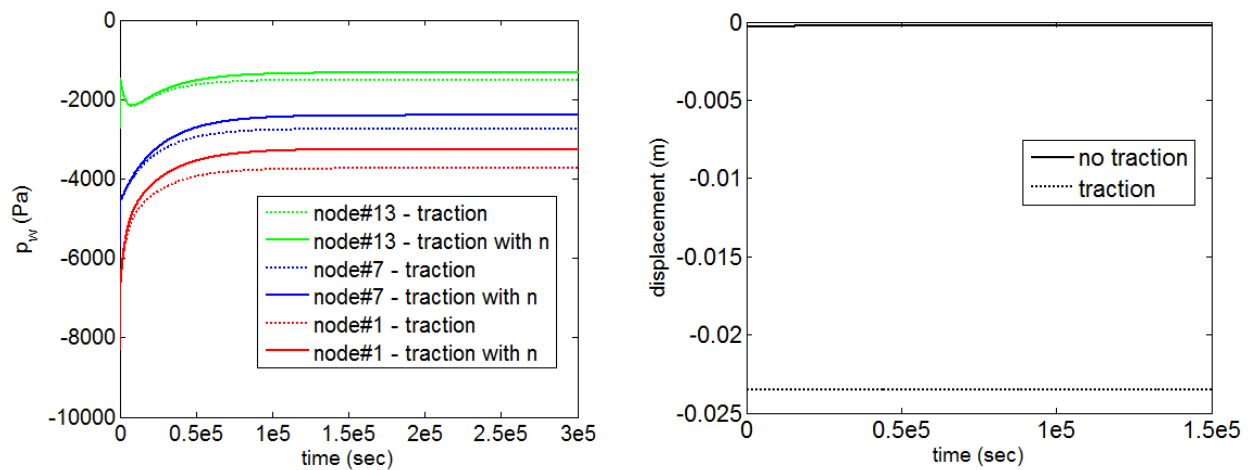 0
-2000
-4000
-6000
-8000
-10000
p_w (Pa)
node#13 - traction
node#13 - traction with n
node#7 - traction
node#7 - traction with n
node#1 - traction
node#1 - traction with n
0 0.5e5 1e5 1.5e5 2e5 2.5e5 3e5
time (sec)
0
-0.005
-0.01
-0.015
-0.02
-0.025
displacement (m)
no traction
traction
0 0.5e5 1e5 1.5e5
time (sec)